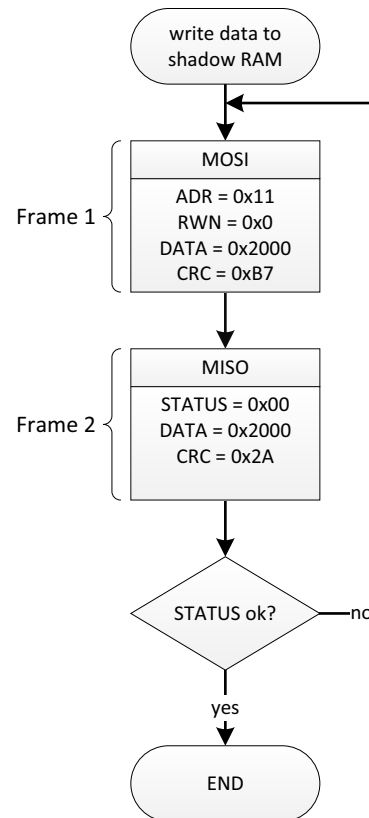 write data to
shadow RAM
MOSI
Frame 1
ADR = 0x11
RWN = 0x0
DATA = 0x2000
CRC = 0xB7
MISO
Frame 2
STATUS = 0x00
DATA = 0x2000
CRC = 0x2A
STATUS ok?
no
yes
END